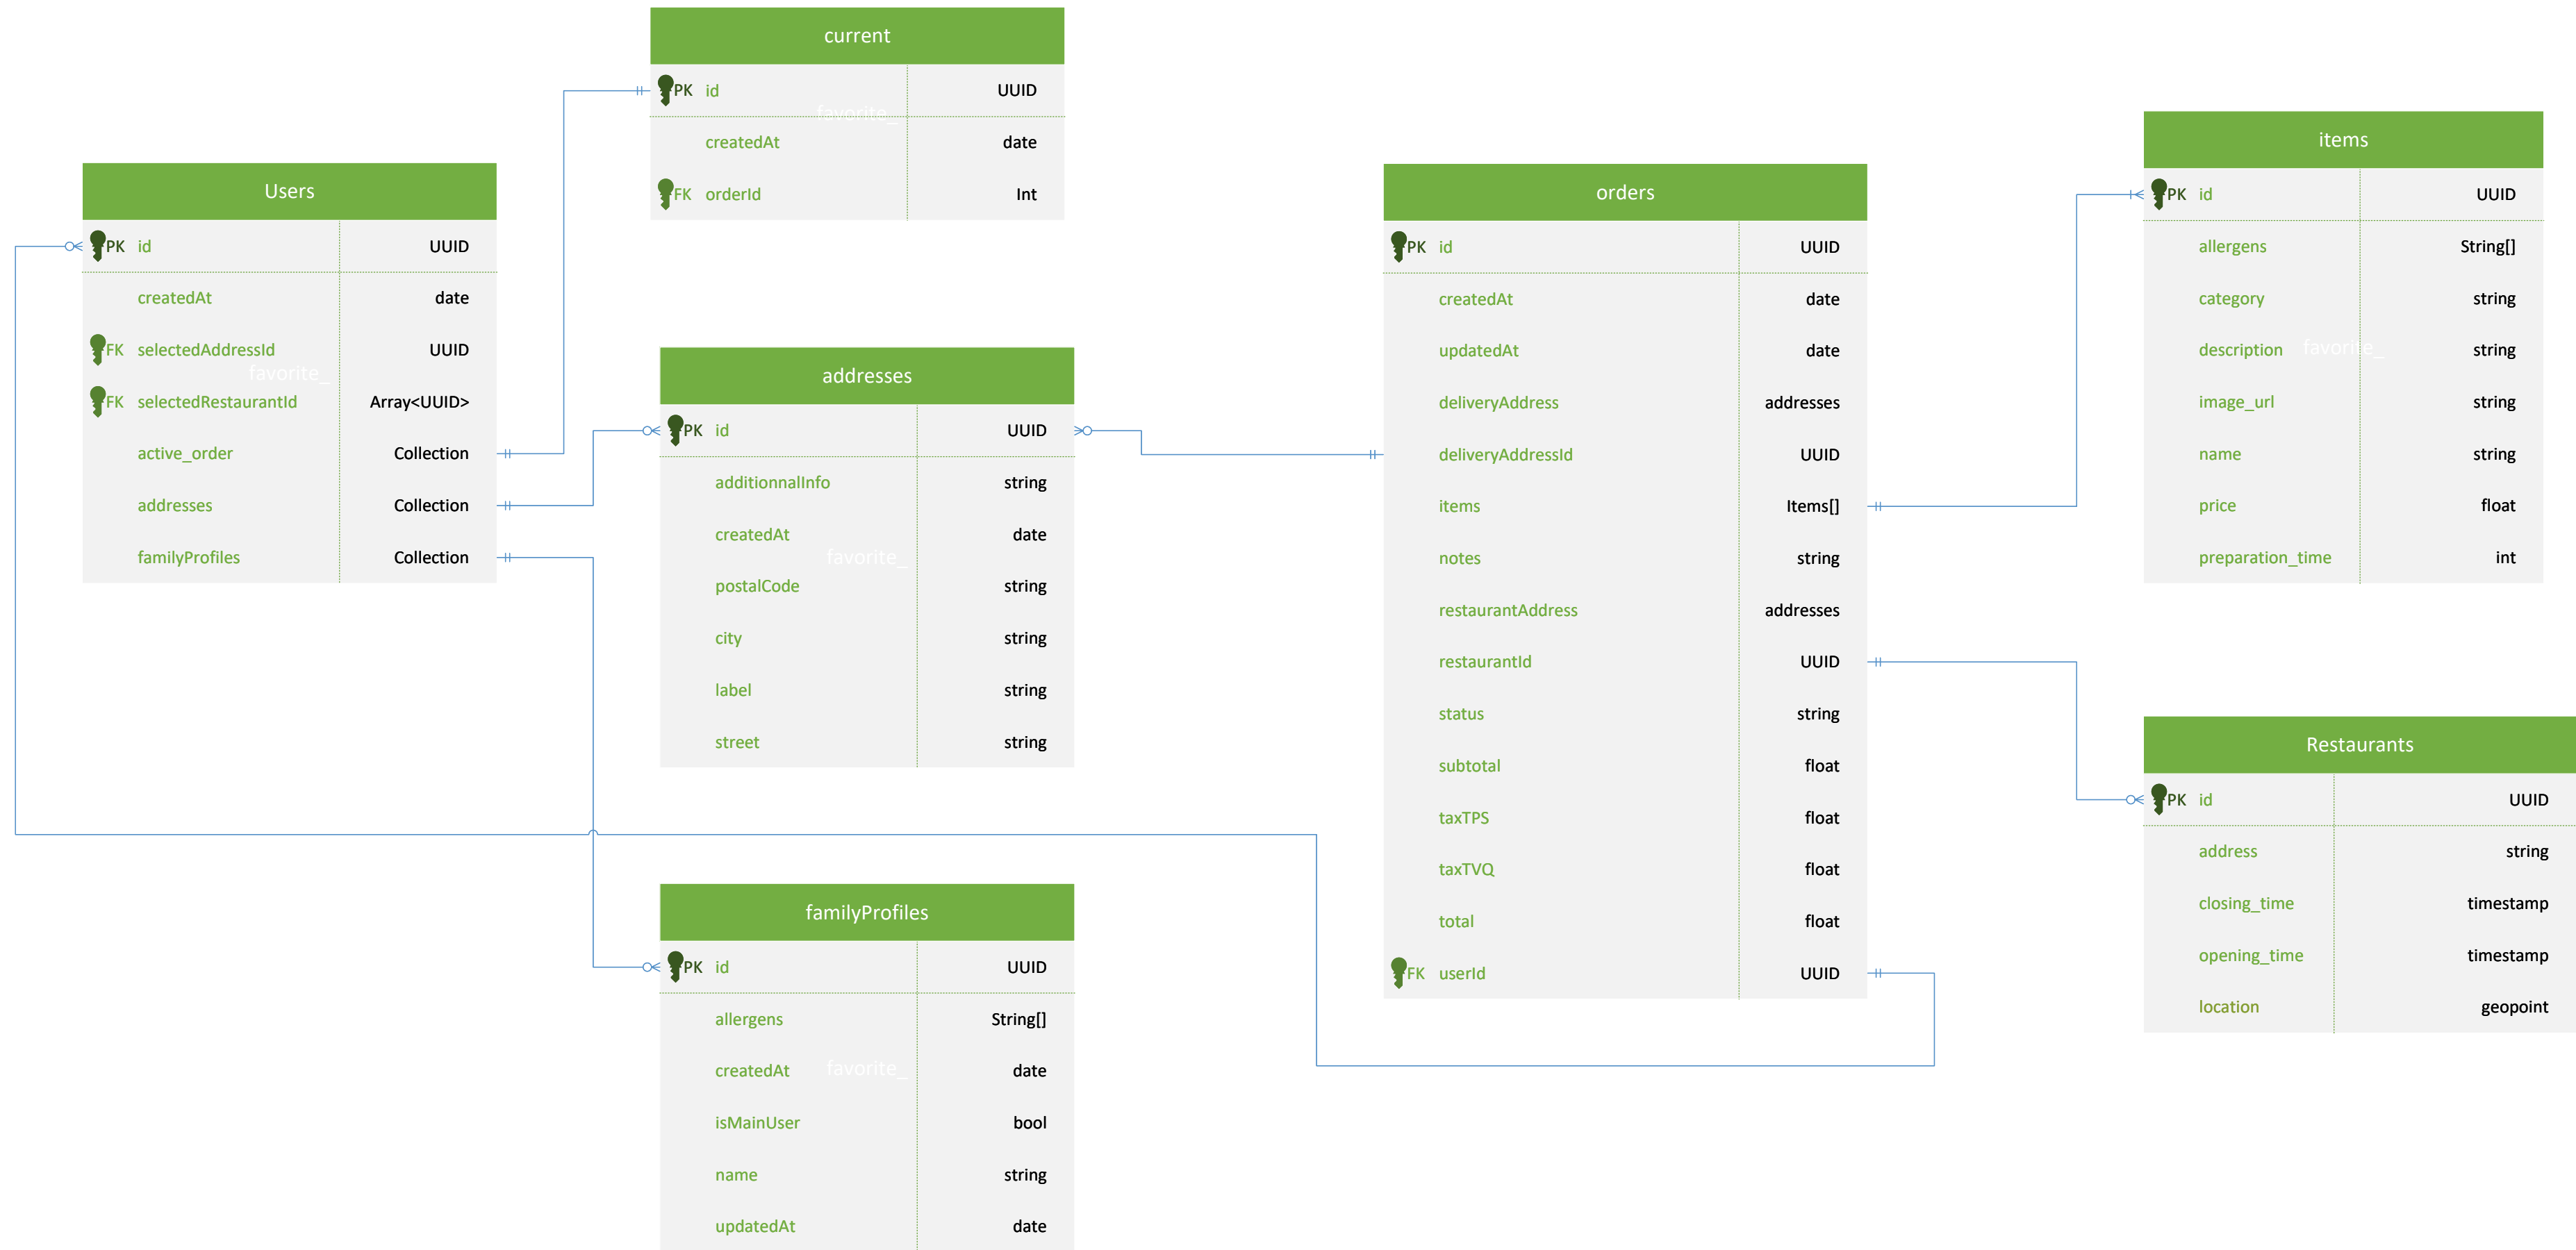 current
PK id UUID
favorite_
createdAt date
FK orderId Int
Users
PK id UUID
createdAt date
FK selectedAddressId UUID
favorite_
FK selectedRestaurantId Array<UUID>
active_order Collection
addresses Collection
familyProfiles Collection
addresses
PK id UUID
additionnalInfo string
createdAt date
favorite_
postalCode string
city string
label string
street string
familyProfiles
PK id UUID
allergens String[]
createdAt favorite_ date
isMainUser bool
name string
updatedAt date
orders
PK id UUID
createdAt date
updatedAt date
deliveryAddress addresses
deliveryAddressId UUID
items Items[]
notes string
restaurantAddress addresses
restaurantId UUID
status string
subtotal float
taxTPS float
taxTVQ float
total float
FK userId UUID
items
PK id UUID
allergens String[]
category string
description favorite_ string
image_url string
name string
price float
preparation_time int
Restaurants
PK id UUID
address string
closing_time timestamp
opening_time timestamp
location geopoint